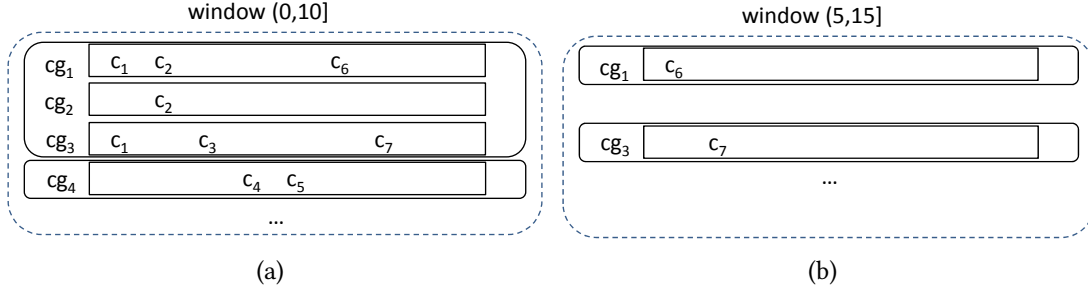 window (0,10]
cg₁ c₁ c₂ c₆
cg₂ c₂
cg₃ c₁ c₃ c₇
cg₄ c₄ c₅
...
(a)
window (5,15]
cg₁ c₆
cg₃ c₇
...
(b)